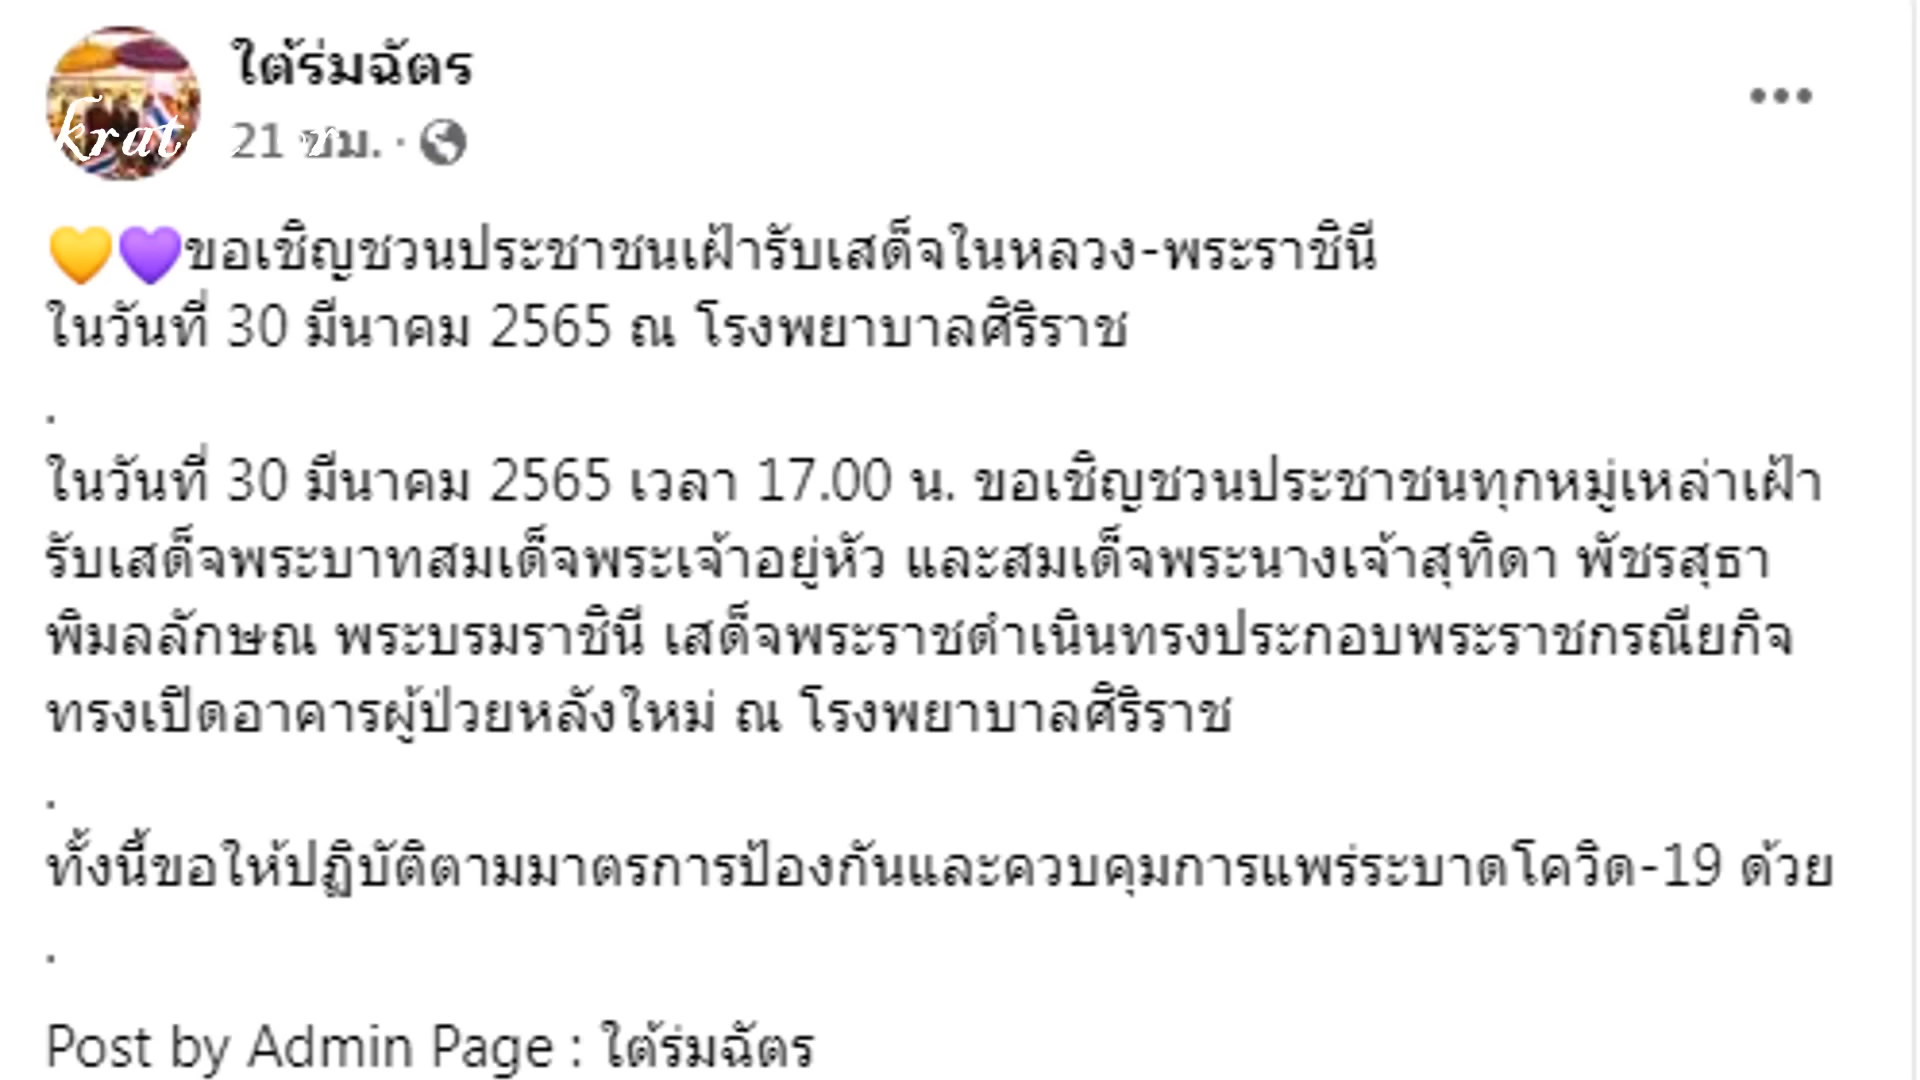 ใต้ร่มฉัตร
21 ชม.
💛💜ขอเชิญชวนประชาชนเฝ้ารับเสด็จในหลวง-พระราชินี
ในวันที่ 30 มีนาคม 2565 ณ โรงพยาบาลศิริราช
.
ในวันที่ 30 มีนาคม 2565 เวลา 17.00 น. ขอเชิญชวนประชาชนทุกหมู่เหล่าเฝ้า
รับเสด็จพระบาทสมเด็จพระเจ้าอยู่หัว และสมเด็จพระนางเจ้าสุทิดา พัชรสุธา
พิมลลักษณ พระบรมราชินี เสด็จพระราชดำเนินทรงประกอบพระราชกรณียกิจ
ทรงเปิดอาคารผู้ป่วยหลังใหม่ ณ โรงพยาบาลศิริราช
.
ทั้งนี้ขอให้ปฏิบัติตามมาตรการป้องกันและควบคุมการแพร่ระบาดโควิด-19 ด้วย
.
Post by Admin Page : ใต้ร่มฉัตร